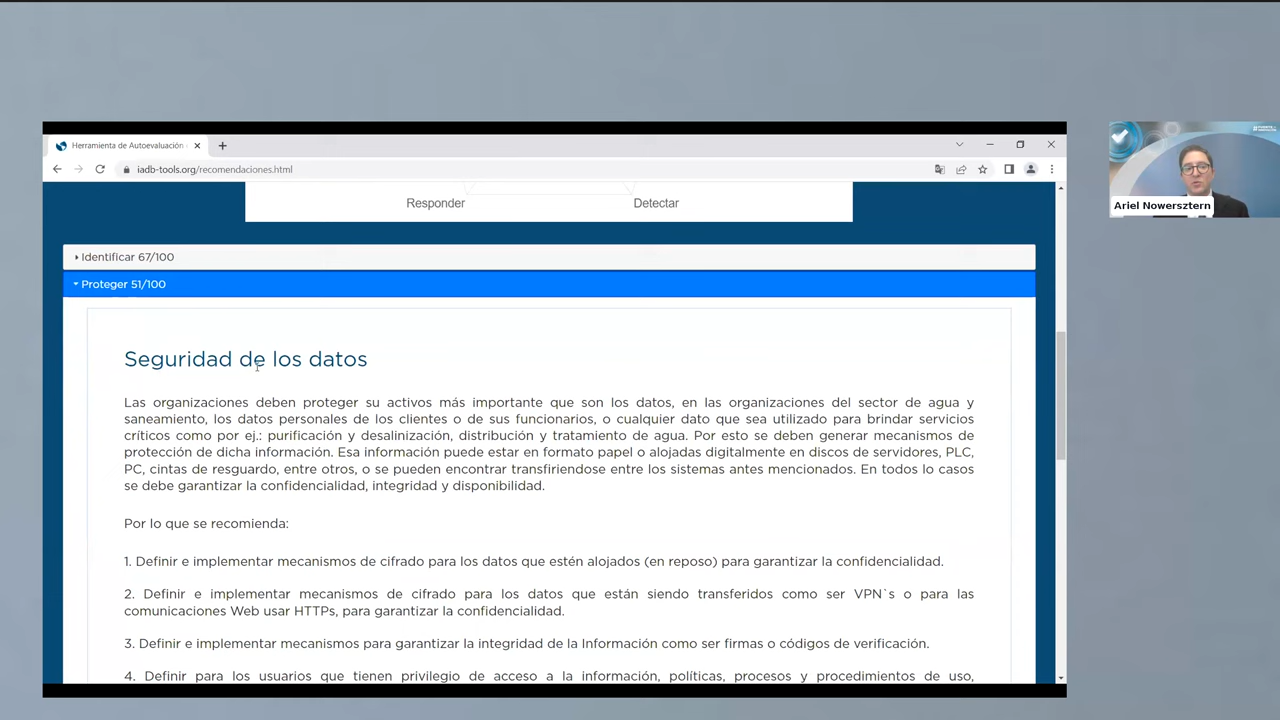 Herramienta de Autoevaluación
iadb-tools.org/recomendaciones.html
Ariel Nowersztern
Responder Detectar
Identificar 67/100
Proteger 51/100
Seguridad de los datos
Las organizaciones deben proteger su activos más importante que son los datos, en las organizaciones del sector de agua y
saneamiento, los datos personales de los clientes o de sus funcionarios, o cualquier dato que sea utilizado para brindar servicios
críticos como por ej.: purificación y desalinización, distribución y tratamiento de agua. Por esto se deben generar mecanismos de
protección de dicha información. Esa información puede estar en formato papel o alojadas digitalmente en discos de servidores, PLC,
PC, cintas de resguardo, entre otros, o se pueden encontrar transfiriendose entre los sistemas antes mencionados. En todos lo casos
se debe garantizar la confidencialidad, integridad y disponibilidad.
Por lo que se recomienda:
1. Definir e implementar mecanismos de cifrado para los datos que estén alojados (en reposo) para garantizar la confidencialidad.
2. Definir e implementar mecanismos de cifrado para los datos que están siendo transferidos como ser VPN`s o para las
comunicaciones Web usar HTTPs, para garantizar la confidencialidad.
3. Definir e implementar mecanismos para garantizar la integridad de la Información como ser firmas o códigos de verificación.
4. Definir para los usuarios que tienen privilegio de acceso a la información, políticas, procesos y procedimientos de uso,